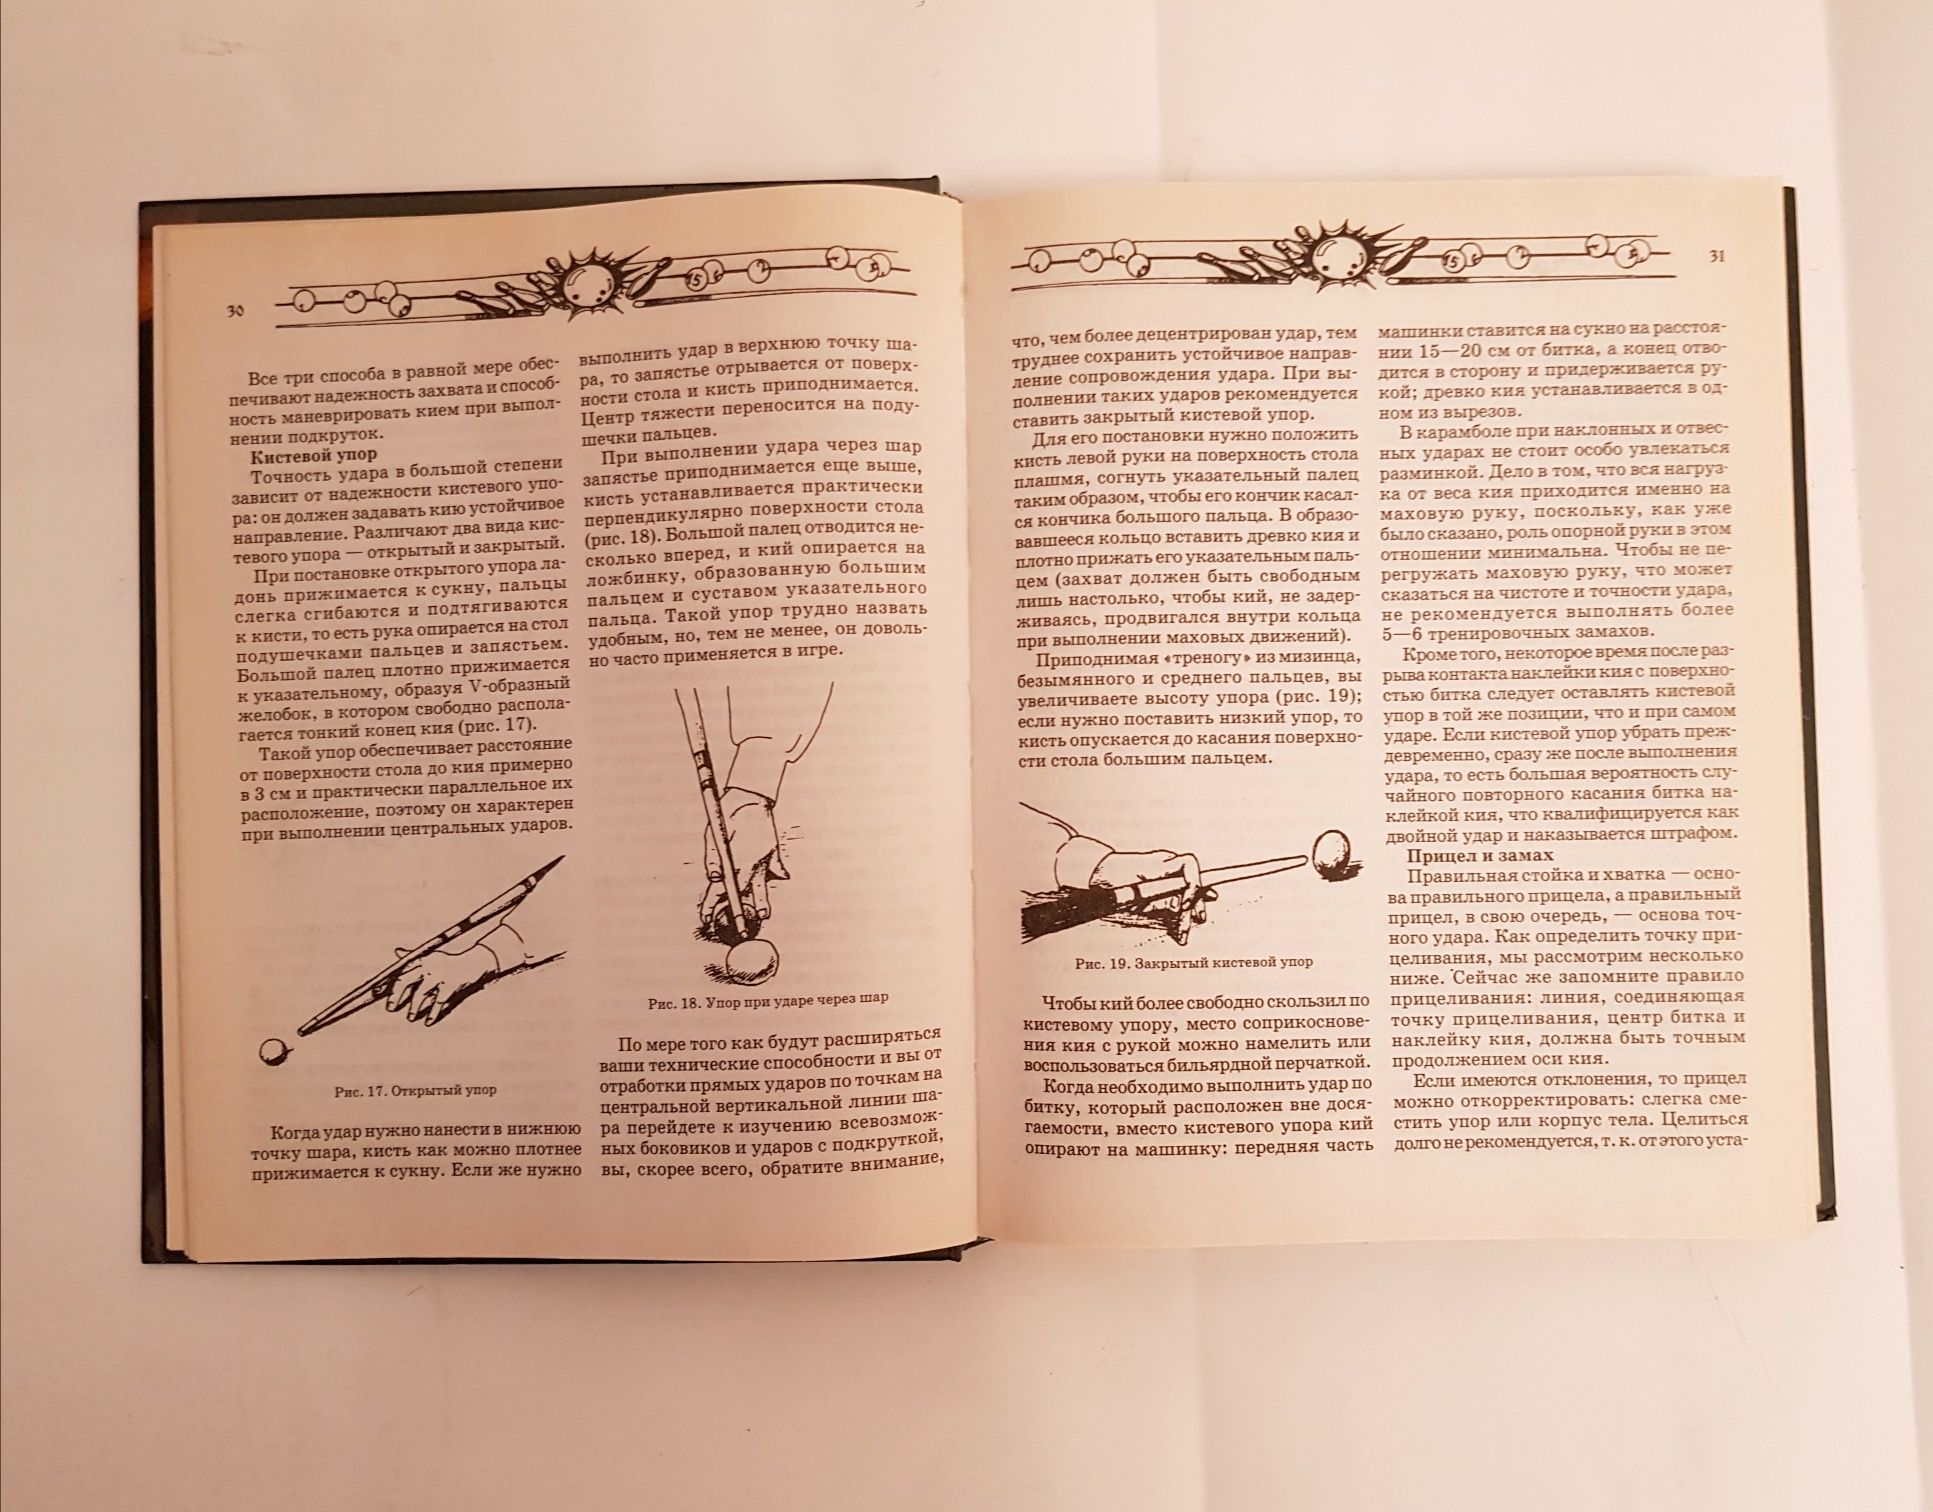 30
Все три способа в равной мере обес-
печивают надежность захвата и способ-
ность маневрировать кием при выпол-
нении подкруток.
Кистевой упор
Точность удара в большой степени
зависит от надежности кистевого упо-
ра: он должен задавать кию устойчивое
направление. Различают два вида кис-
тевого упора — открытый и закрытый.
При постановке открытого упора ла-
донь прижимается к сукну, пальцы
слегка сгибаются и подтягиваются
к кисти, то есть рука опирается на стол
подушечками пальцев и запястьем.
Большой палец плотно прижимается
к указательному, образуя V-образный
желобок, в котором свободно распола-
гается тонкий конец кия (рис. 17).
Такой упор обеспечивает расстояние
от поверхности стола до кия примерно
в 3 см и практически параллельное их
расположение, поэтому он характерен
при выполнении центральных ударов.
Рис. 17. Открытый упор
Когда удар нужно нанести в нижнюю
точку шара, кисть как можно плотнее
прижимается к сукну. Если же нужно
выполнить удар в верхнюю точку ша-
ра, то запястье отрывается от поверх-
ности стола и кисть приподнимается.
Центр тяжести переносится на поду-
шечки пальцев.
При выполнении удара через шар
запястье приподнимается еще выше,
кисть устанавливается практически
перпендикулярно поверхности стола
(рис. 18). Большой палец отводится не-
сколько вперед, и кий опирается на
ложбинку, образованную большим
пальцем и суставом указательного
пальца. Такой упор трудно назвать
удобным, но, тем не менее, он доволь-
но часто применяется в игре.
Рис. 18. Упор при ударе через шар
По мере того как будут расширяться
ваши технические способности и вы от
отработки прямых ударов по точкам на
центральной вертикальной линии ша-
ра перейдете к изучению всевозмож-
ных боковиков и ударов с подкруткой,
вы, скорее всего, обратите внимание,
31
что, чем более децентрирован удар, тем
труднее сохранить устойчивое направ-
ление сопровождения удара. При вы-
полнении таких ударов рекомендуется
ставить закрытый кистевой упор.
Для его постановки нужно положить
кисть левой руки на поверхность стола
плашмя, согнуть указательный палец
таким образом, чтобы его кончик касал-
ся кончика большого пальца. В образо-
вавшееся кольцо вставить древко кия и
плотно прижать его указательным паль-
цем (захват должен быть свободным
лишь настолько, чтобы кий, не задер-
живаясь, продвигался внутри кольца
при выполнении маховых движений).
Приподнимая «треногу» из мизинца,
безымянного и среднего пальцев, вы
увеличиваете высоту упора (рис. 19);
если нужно поставить низкий упор, то
кисть опускается до касания поверхно-
сти стола большим пальцем.
Рис. 19. Закрытый кистевой упор
Чтобы кий более свободно скользил по
кистевому упору, место соприкоснове-
ния кия с рукой можно намелить или
воспользоваться бильярдной перчаткой.
Когда необходимо выполнить удар по
битку, который расположен вне дося-
гаемости, вместо кистевого упора кий
опирают на машинку: передняя часть
машинки ставится на сукно на расстоя-
нии 15—20 см от битка, а конец отво-
дится в сторону и придерживается ру-
кой; древко кия устанавливается в од-
ном из вырезов.
В карамболе при наклонных и отвес-
ных ударах не стоит особо увлекаться
разминкой. Дело в том, что вся нагруз-
ка от веса кия приходится именно на
маховую руку, поскольку, как уже
было сказано, роль опорной руки в этом
отношении минимальна. Чтобы не пе-
регружать маховую руку, что может
сказаться на чистоте и точности удара,
не рекомендуется выполнять более
5—6 тренировочных замахов.
Кроме того, некоторое время после раз-
рыва контакта наклейки кия с поверхно-
стью битка следует оставлять кистевой
упор в той же позиции, что и при самом
ударе. Если кистевой упор убрать преж-
девременно, сразу же после выполнения
удара, то есть большая вероятность слу-
чайного повторного касания битка на-
клейкой кия, что квалифицируется как
двойной удар и наказывается штрафом.
Прицел и замах
Правильная стойка и хватка — осно-
ва правильного прицела, а правильный
прицел, в свою очередь, — основа точ-
ного удара. Как определить точку при-
целивания, мы рассмотрим несколько
ниже. Сейчас же запомните правило
прицеливания: линия, соединяющая
точку прицеливания, центр битка и
наклейку кия, должна быть точным
продолжением оси кия.
Если имеются отклонения, то прицел
можно откорректировать: слегка сме-
стить упор или корпус тела. Целиться
долго не рекомендуется, т. к. от этого уста-